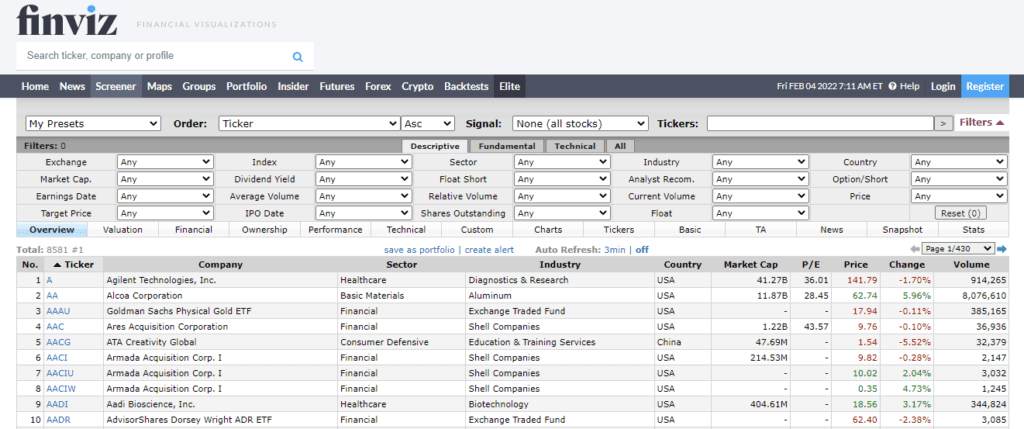 finviz FINANCIAL VISUALIZATIONS
Search ticker, company or profile
Home News Screener Maps Groups Portfolio Insider Futures Forex Crypto Backtests Elite Fri FEB 04 2022 7:11 AM ET Help Login Register
My Presets Order: Ticker Asc Signal: None (all stocks) Tickers: > Filters
Filters: 0 Descriptive Fundamental Technical All
Exchange Any Index Any Sector Any Industry Any Country Any
Market Cap. Any Dividend Yield Any Float Short Any Analyst Recom. Any Option/Short Any
Earnings Date Any Average Volume Any Relative Volume Any Current Volume Any Price Any
Target Price Any IPO Date Any Shares Outstanding Any Float Any Reset (0)
Overview Valuation Financial Ownership Performance Technical Custom Charts Tickers Basic TA News Snapshot Stats
Total: 8581 #1 save as portfolio | create alert Auto Refresh: 3min | off Page 1/430
No. Ticker Company Sector Industry Country Market Cap P/E Price Change Volume
1 A Agilent Technologies, Inc. Healthcare Diagnostics & Research USA 41.27B 36.01 141.79 -1.70% 914,265
2 AA Alcoa Corporation Basic Materials Aluminum USA 11.87B 28.45 62.74 5.96% 8,076,610
3 AAAU Goldman Sachs Physical Gold ETF Financial Exchange Traded Fund USA - - 17.94 -0.11% 385,165
4 AAC Ares Acquisition Corporation Financial Shell Companies USA 1.22B 43.57 9.76 -0.10% 36,936
5 AACG ATA Creativity Global Consumer Defensive Education & Training Services China 47.69M - 1.54 -5.52% 32,379
6 AACI Armada Acquisition Corp. I Financial Shell Companies USA 214.53M - 9.82 -0.28% 2,147
7 AACIU Armada Acquisition Corp. I Financial Shell Companies USA - - 10.02 2.04% 3,032
8 AACIW Armada Acquisition Corp. I Financial Shell Companies USA - - 0.35 4.73% 1,245
9 AADI Aadi Bioscience, Inc. Healthcare Biotechnology USA 404.61M - 18.56 3.17% 344,824
10 AADR AdvisorShares Dorsey Wright ADR ETF Financial Exchange Traded Fund USA - - 62.40 -2.38% 3,085